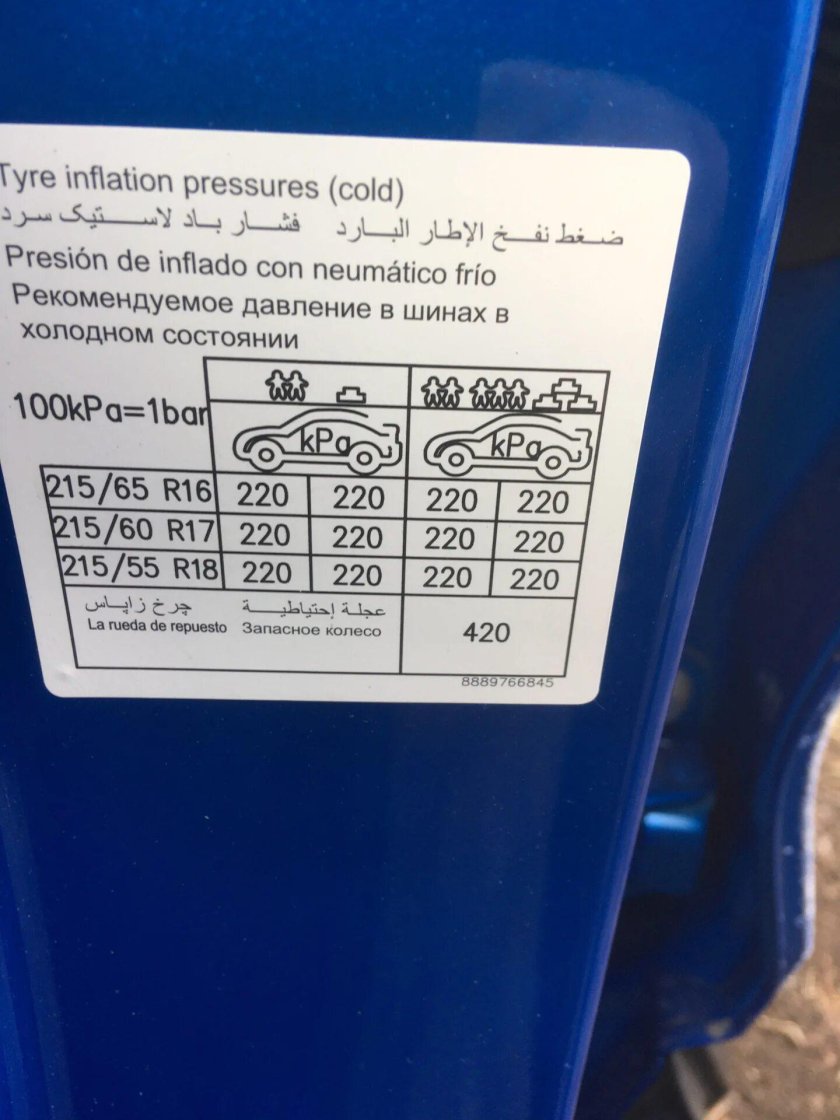 Tyre inflation pressures (cold)
ضغط نفخ الإطار البارد فشار باد لاستیک سرد
Presión de inflado con neumático frío
Рекомендуемое давление в шинах в
холодном состоянии
100kPa=1bar
kPa kPa
215/65 R16 220 220 220 220
215/60 R17 220 220 220 220
215/55 R18 220 220 220 220
چرخ زاپاس عجلة إحتياطية
La rueda de repuesto Запасное колесо
420
8889766845